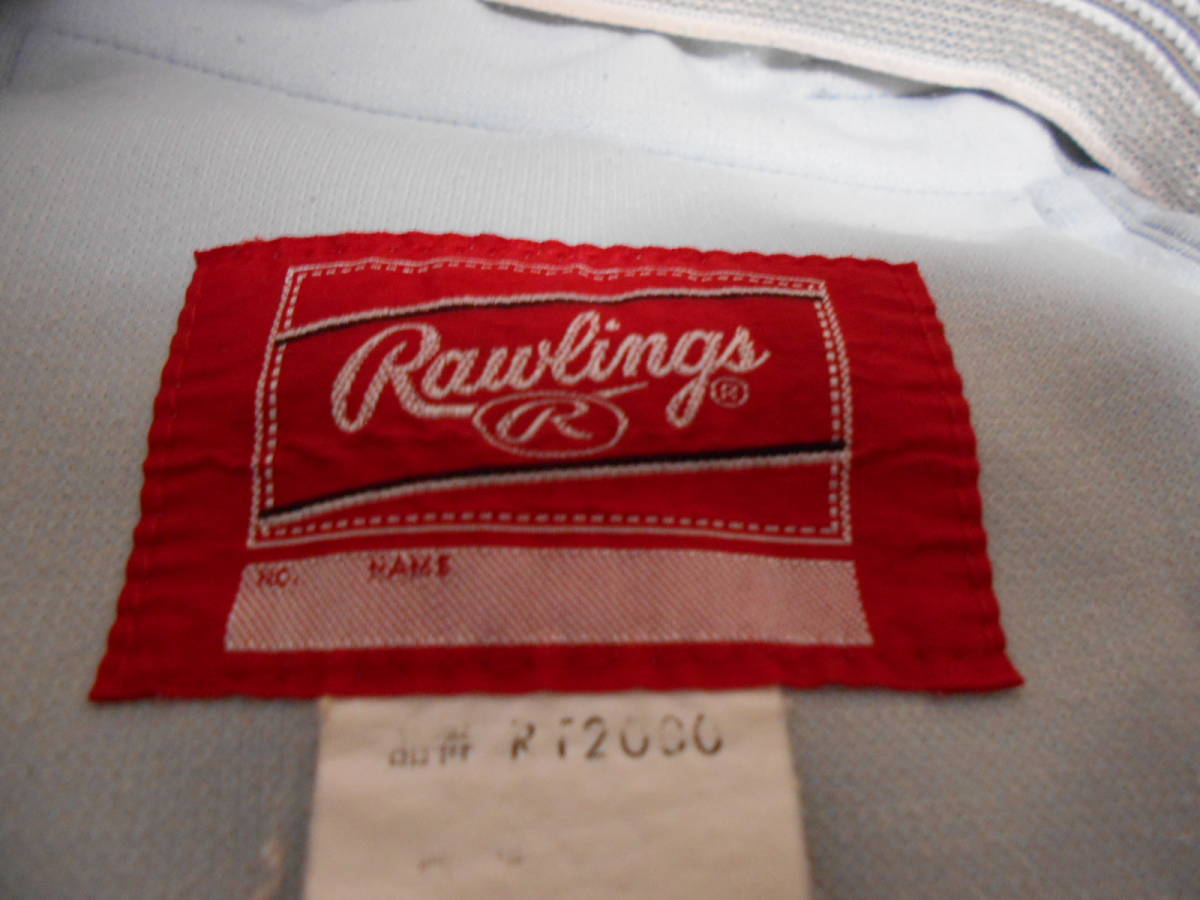 Rawlings ®
R
NO. NAME
品番 RT2000